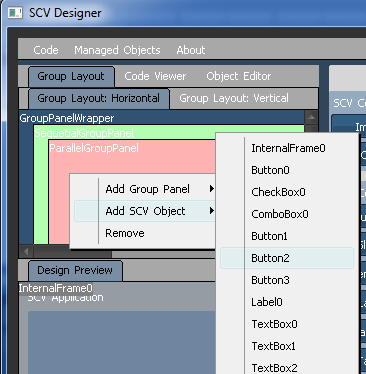 SCV Designer
Code Managed Objects About
Group Layout Code Viewer Object Editor
Group Layout: Horizontal Group Layout: Vertical
GroupPanelWrapper
SequentialGroupPanel
ParallelGroupPanel
SCV
Add Group Panel
Add SCV Object
Remove
InternalFrame0
Button0
CheckBox0
ComboBox0
Button1
Button2
Button3
Label0
TextBox0
TextBox1
TextBox2
Design Preview
InternalFrame0
SCV Application